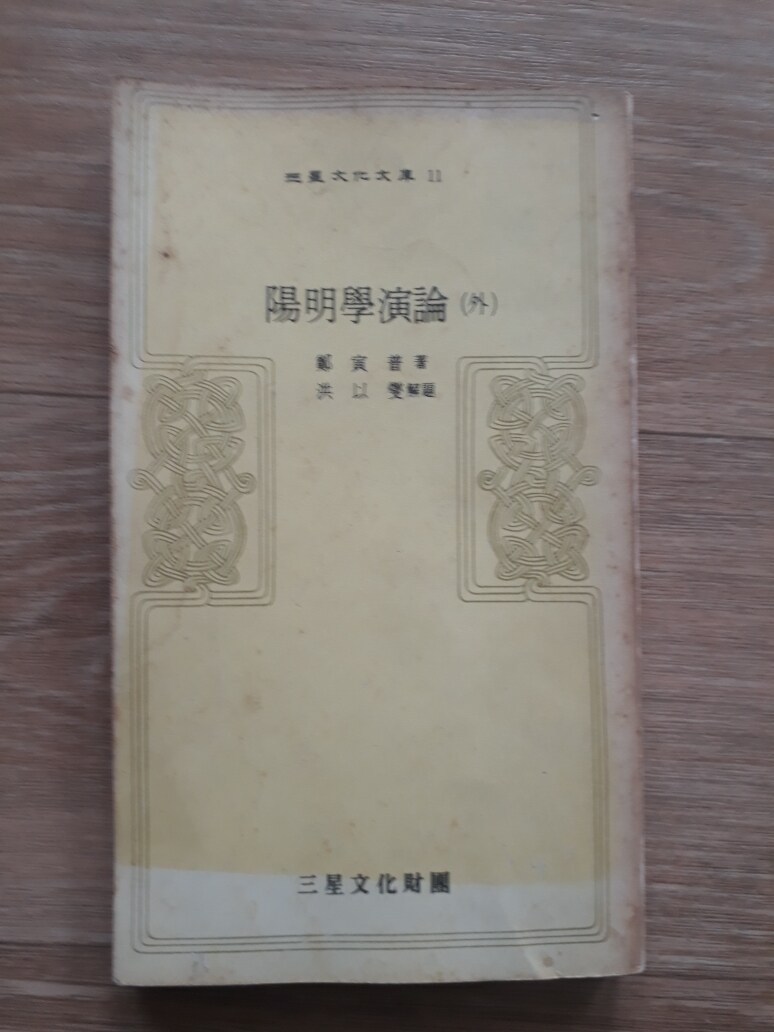 三星文化文庫 11
陽明學演論 (外)
鄭寅普 著
洪以燮 解題
三星文化財團